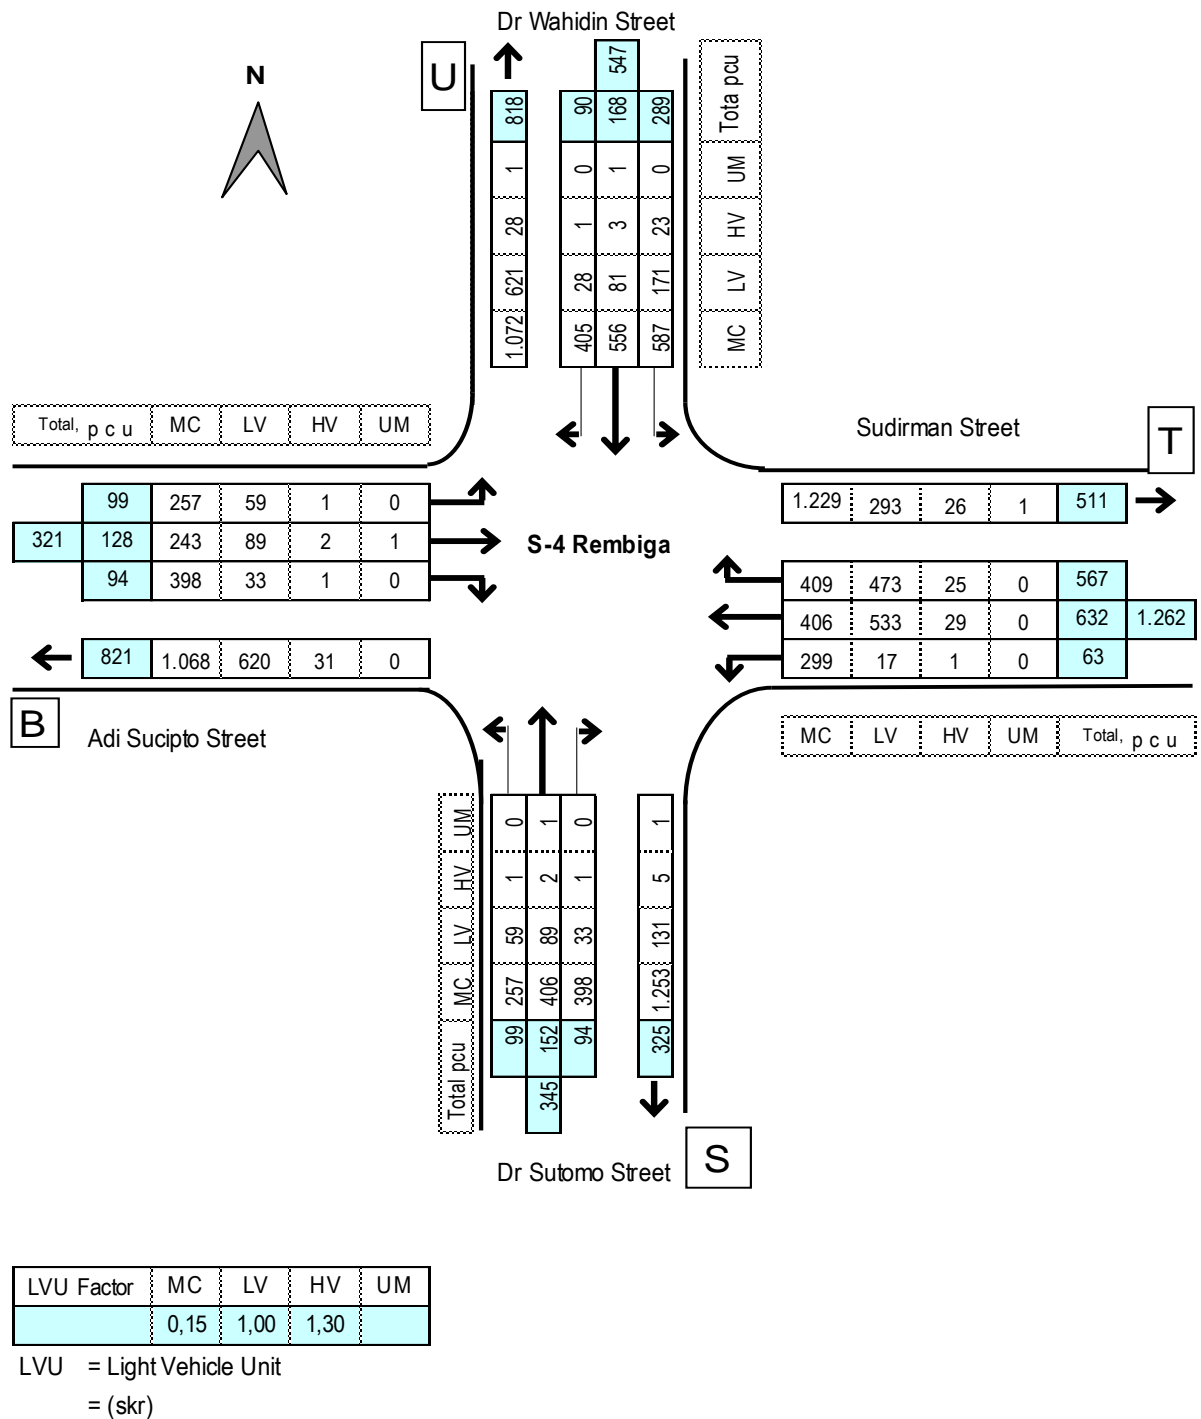 Dr Wahidin Street
N
U
547
818 90 168 289 Tota pcu
1 0 1 0 UM
28 1 3 23 HV
621 28 81 171 LV
1.072 405 556 587 MC
Total, pcu MC LV HV UM
Sudirman Street
T
99 257 59 1 0
321 128 243 89 2 1
94 398 33 1 0
S-4 Rembiga
1.229 293 26 1 511
409 473 25 0 567
406 533 29 0 632 1.262
299 17 1 0 63
821 1.068 620 31 0
B
Adi Sucipto Street
MC LV HV UM Total, pcu
UM 0 1 0 1
HV 1 2 1 5
LV 59 89 33 131
MC 257 406 398 1.253
Total pcu 99 152 94 325
345
Dr Sutomo Street
S
LVU Factor MC LV HV UM
0,15 1,00 1,30
LVU = Light Vehicle Unit
= (skr)